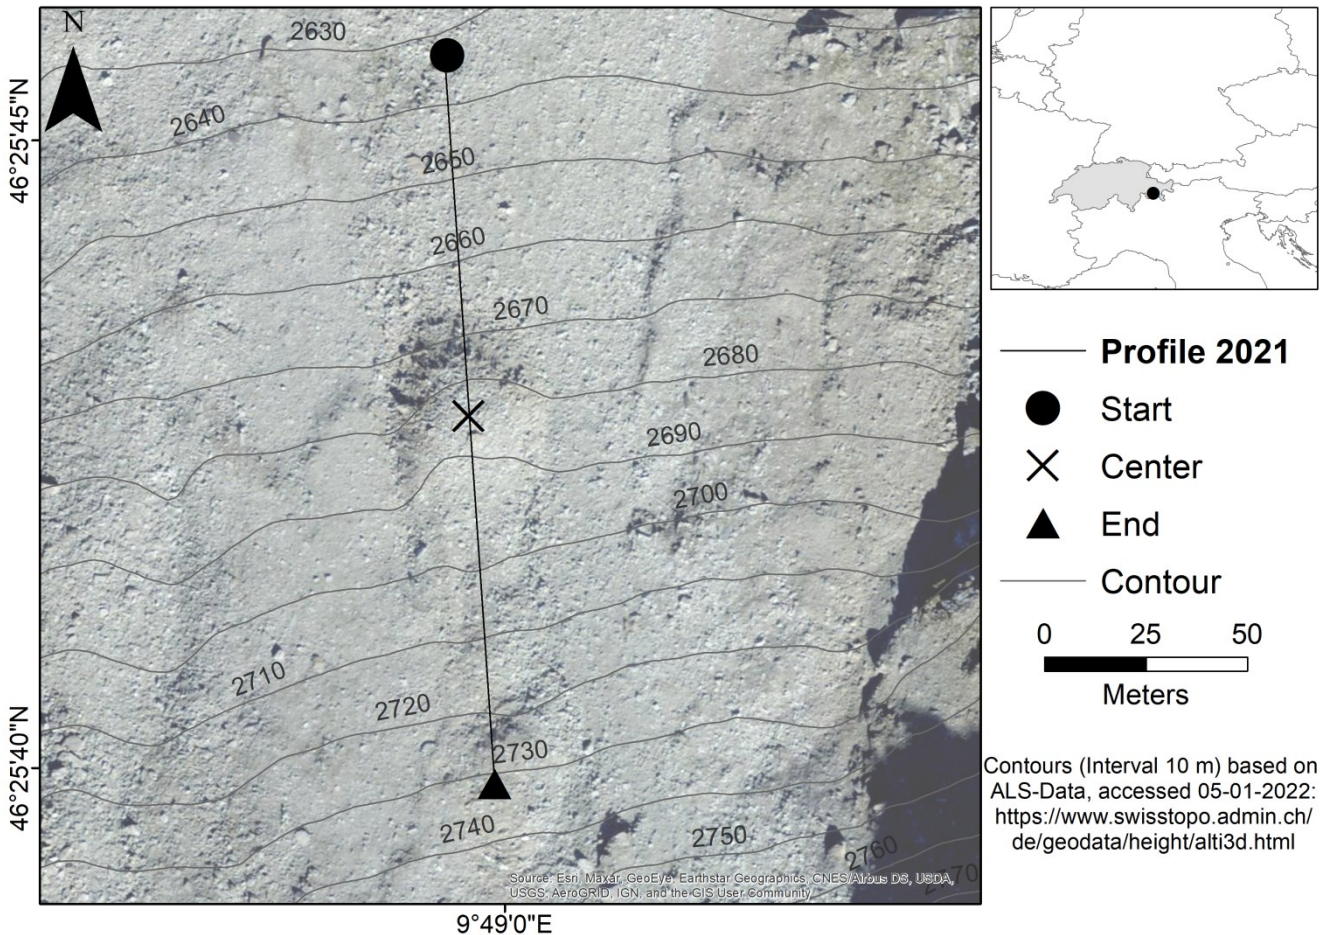 N
2630
2640
46°25'45"N
2650
2660
2670
2680
2690
2700
2710
2720
2730
46°25'40"N
2740
2750
2760
2770
Source: Esri, Maxar, GeoEye, Earthstar Geographics, CNES/Airbus DS, USDA,
USGS, AeroGRID, IGN, and the GIS User Community
9°49'0"E
Profile 2021
Start
Center
End
Contour
0 25 50
Meters
Contours (Interval 10 m) based on
ALS-Data, accessed 05-01-2022:
https://www.swisstopo.admin.ch/
de/geodata/height/alti3d.html